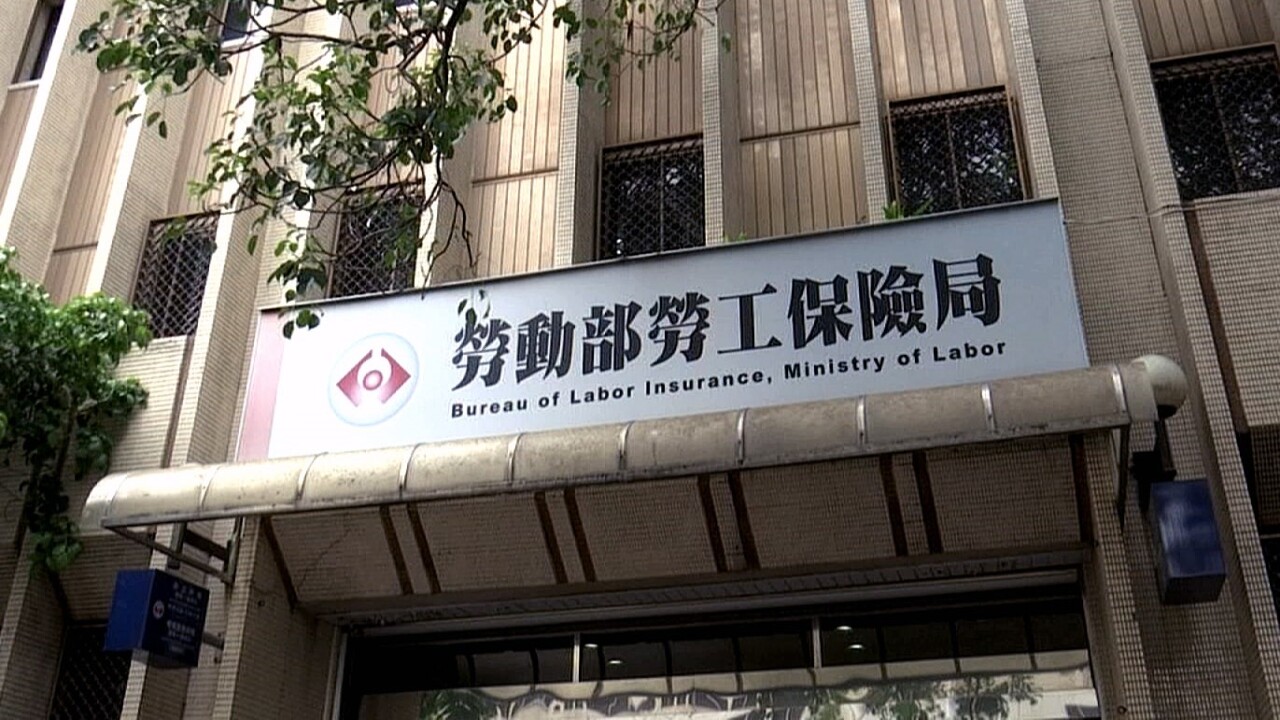 勞動部勞工保險局
Bureau of Labor Insurance, Ministry of Labor